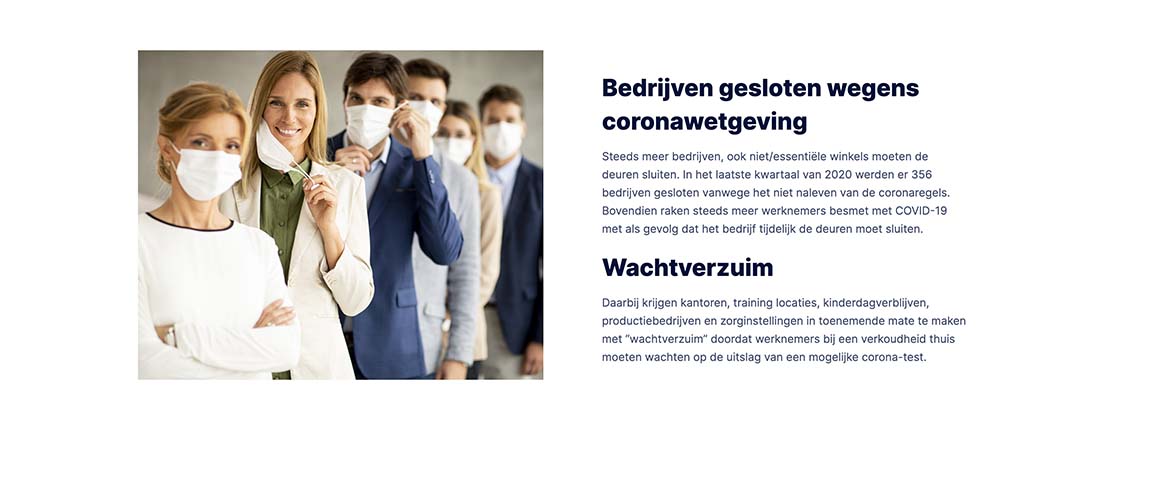 Bedrijven gesloten wegens
coronawetgeving
Steeds meer bedrijven, ook niet/essentiële winkels moeten de
deuren sluiten. In het laatste kwartaal van 2020 werden er 356
bedrijven gesloten vanwege het niet naleven van de coronaregels.
Bovendien raken steeds meer werknemers besmet met COVID-19
met als gevolg dat het bedrijf tijdelijk de deuren moet sluiten.
Wachtverzuim
Daarbij krijgen kantoren, training locaties, kinderdagverblijven,
productiebedrijven en zorginstellingen in toenemende mate te maken
met “wachtverzuim” doordat werknemers bij een verkoudheid thuis
moeten wachten op de uitslag van een mogelijke corona-test.